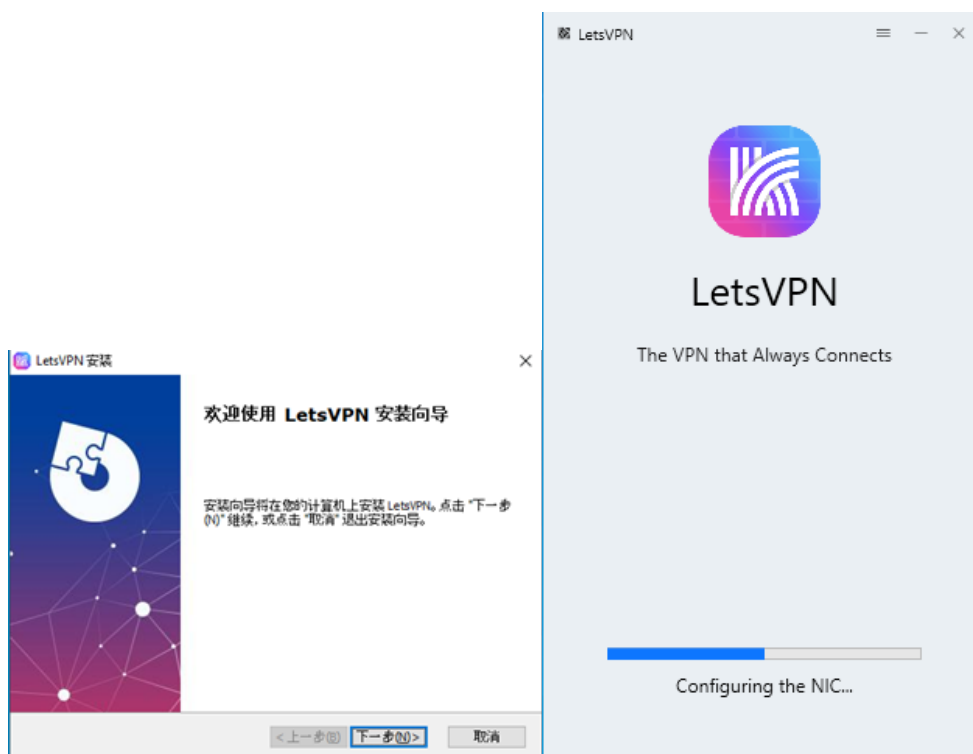 LetsVPN 安装
欢迎使用 LetsVPN 安装向导
安装向导将在您的计算机上安装 LetsVPN。点击 "下一步
(N)" 继续，或点击 "取消" 退出安装向导。
<上一步(B)
下一步(N)>
取消
LetsVPN
LetsVPN
The VPN that Always Connects
Configuring the NIC...